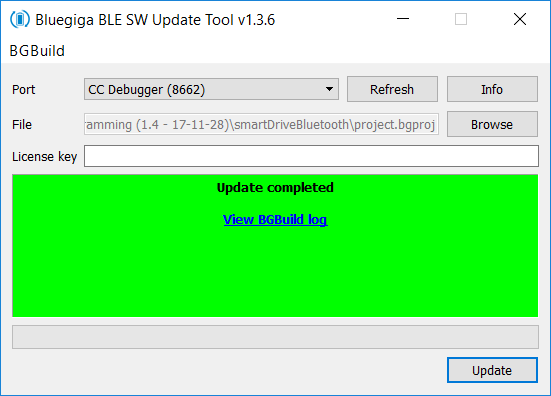 Bluegiga BLE SW Update Tool v1.3.6
BGBuild
Port CC Debugger (8662) Refresh Info
File ramming (1.4 - 17-11-28)\smartDriveBluetooth\project.bgproj Browse
License key
Update completed
View BGBuild log
Update